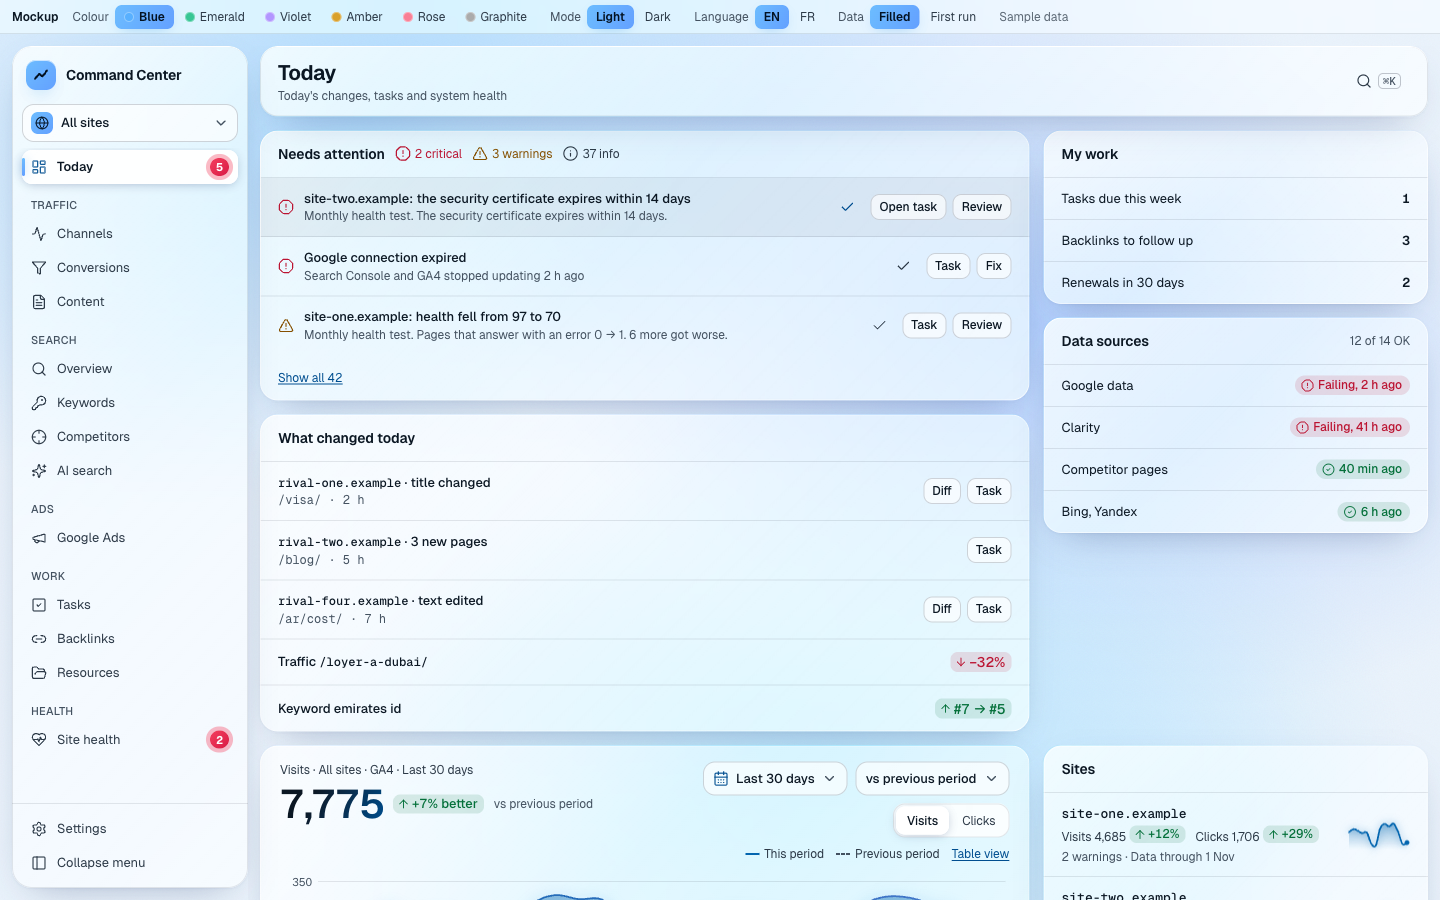 Mockup Colour Blue Emerald Violet Amber Rose Graphite Mode Light Dark Language EN FR Data Filled First run Sample data
Command Center
All sites
Today 5
TRAFFIC
Channels
Conversions
Content
SEARCH
Overview
Keywords
Competitors
AI search
ADS
Google Ads
WORK
Tasks
Backlinks
Resources
HEALTH
Site health 2
Settings
Collapse menu
Today
Today's changes, tasks and system health
⌘K
Needs attention 2 critical 3 warnings 37 info
site-two.example: the security certificate expires within 14 days
Monthly health test. The security certificate expires within 14 days.
Open task Review
Google connection expired
Search Console and GA4 stopped updating 2 h ago
Task Fix
site-one.example: health fell from 97 to 70
Monthly health test. Pages that answer with an error 0 → 1. 6 more got worse.
Task Review
Show all 42
What changed today
rival-one.example · title changed
/visa/ · 2 h
Diff Task
rival-two.example · 3 new pages
/blog/ · 5 h
Task
rival-four.example · text edited
/ar/cost/ · 7 h
Diff Task
Traffic /loyer-a-dubai/ ↓ −32%
Keyword emirates id ↑ #7 → #5
Visits · All sites · GA4 · Last 30 days
7,775 ↑ +7% better vs previous period
Last 30 days vs previous period
Visits Clicks
This period Previous period Table view
350
My work
Tasks due this week 1
Backlinks to follow up 3
Renewals in 30 days 2
Data sources 12 of 14 OK
Google data Failing, 2 h ago
Clarity Failing, 41 h ago
Competitor pages 40 min ago
Bing, Yandex 6 h ago
Sites
site-one.example
Visits 4,685 ↑ +12% Clicks 1,706 ↑ +29%
2 warnings · Data through 1 Nov
site-two.example